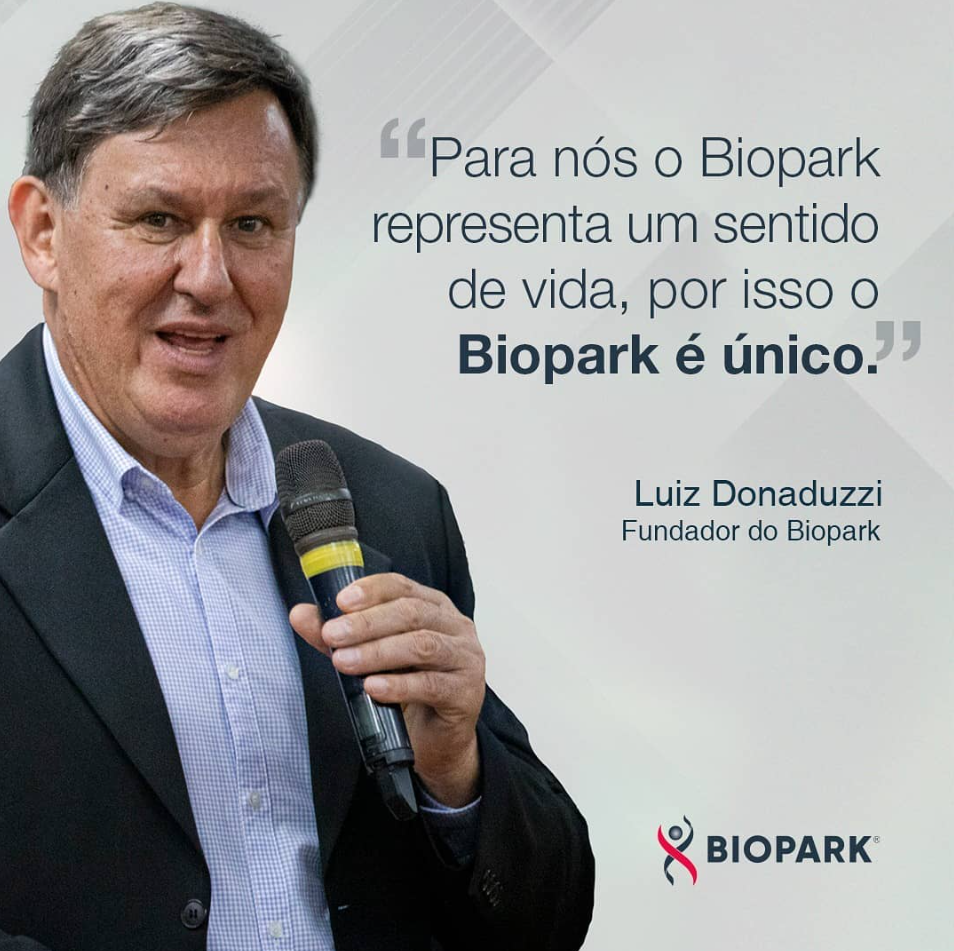 “Para nós o Biopark
representa um sentido
de vida, por isso o
Biopark é único.”
Luiz Donaduzzi
Fundador do Biopark
BIOPARK®